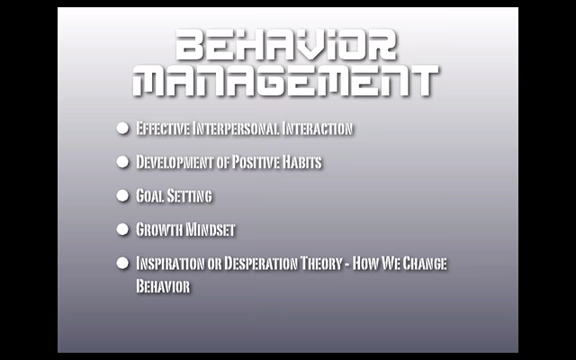 BEHAVIOR
MANAGEMENT
EFFECTIVE INTERPERSONAL INTERACTION
DEVELOPMENT OF POSITIVE HABITS
GOAL SETTING
GROWTH MINDSET
INSPIRATION OR DESPERATION THEORY - HOW WE CHANGE
BEHAVIOR